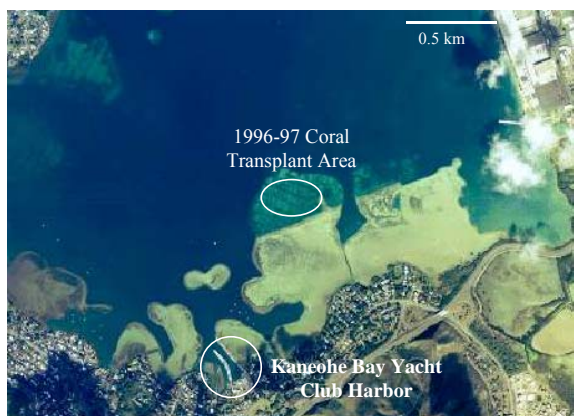 0.5 km
1996-97 Coral
Transplant Area
Kaneohe Bay Yacht
Club Harbor